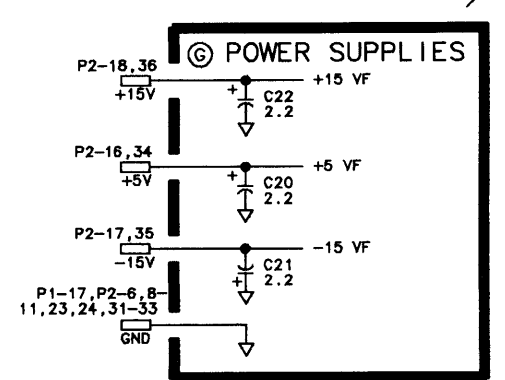 G POWER SUPPLIES
P2-18,36
+15V
+15 VF
+
C22
2.2
P2-16,34
+5V
+5 VF
+
C20
2.2
P2-17,35
-15V
-15 VF
+
C21
2.2
P1-17,P2-6,8-
11,23,24,31-33
GND